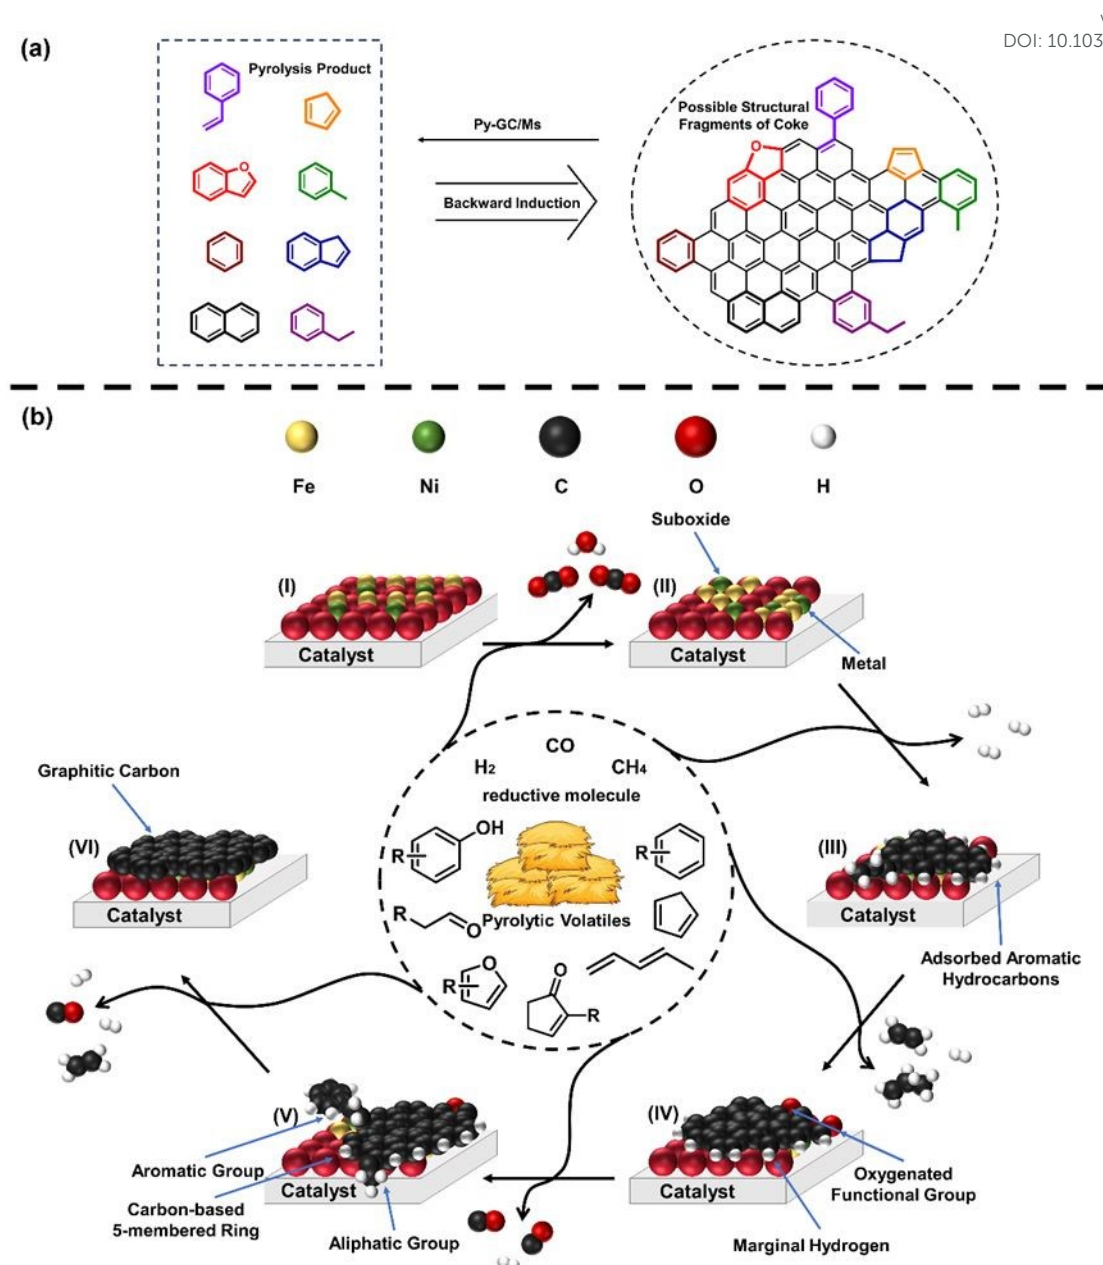 DOI: 10.103
(a)
Pyrolysis Product
Py-GC/Ms
Backward Induction
Possible Structural
Fragments of Coke
O
O
(b)
Fe
Ni
C
O
H
Suboxide
(I)
Catalyst
(II)
Catalyst
Metal
CO
H2
CH4
reductive molecule
Graphitic Carbon
(VI)
Catalyst
R
OH
R
R
O
Pyrolytic Volatiles
R
O
O
R
(III)
Catalyst
Adsorbed Aromatic
Hydrocarbons
(V)
Catalyst
Aromatic Group
Carbon-based
5-membered Ring
Aliphatic Group
(IV)
Catalyst
Oxygenated
Functional Group
Marginal Hydrogen